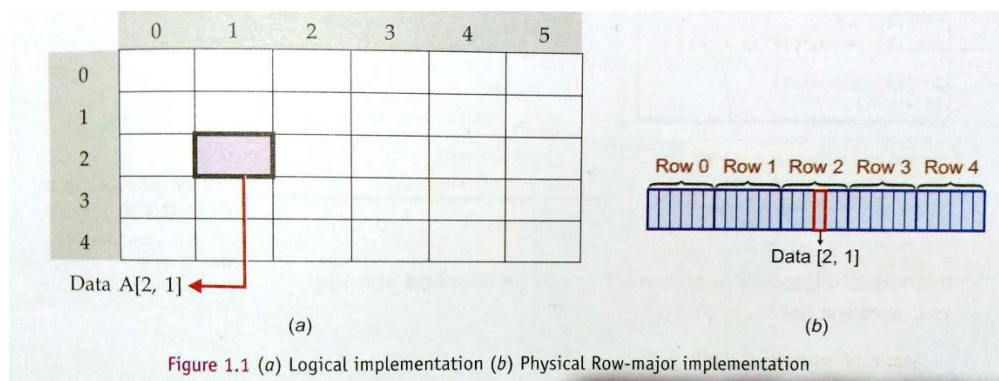 0 1 2 3 4 5
0
1
2
3
4
Data A[2, 1]
(a)
Row 0 Row 1 Row 2 Row 3 Row 4
Data [2, 1]
(b)
Figure 1.1 (a) Logical implementation (b) Physical Row-major implementation